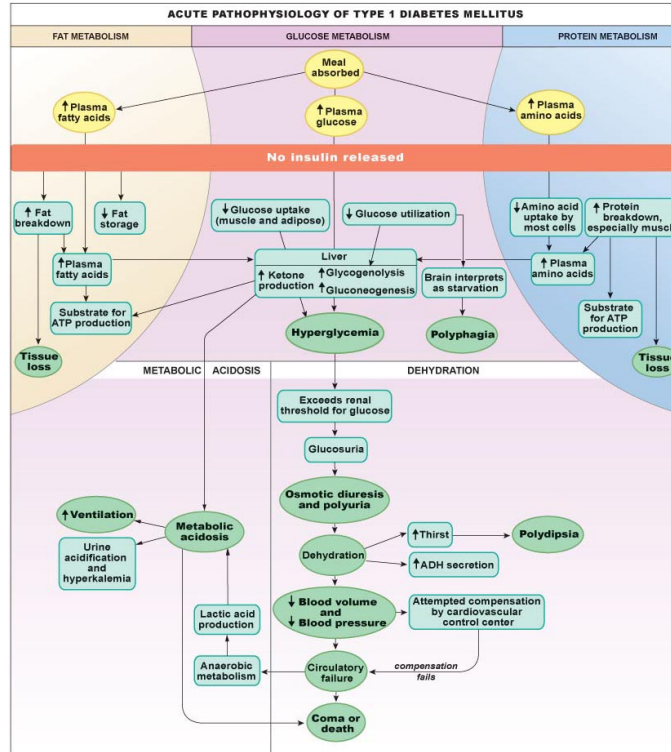 ACUTE PATHOPHYSIOLOGY OF TYPE 1 DIABETES MELLITUS
FAT METABOLISM
GLUCOSE METABOLISM
PROTEIN METABOLISM
Meal
absorbed
↑ Plasma
fatty acids
↑ Plasma
glucose
↑ Plasma
amino acids
No insulin released
↑ Fat
breakdown
↓ Fat
storage
↓ Glucose uptake
(muscle and adipose)
↓ Glucose utilization
↓ Amino acid
uptake by
most cells
↑ Protein
breakdown,
especially muscle
↑ Plasma
fatty acids
Liver
↑ Ketone
production
↑ Glycogenolysis
↑ Gluconeogenesis
Brain interprets
as starvation
↑ Plasma
amino acids
Substrate for
ATP production
Hyperglycemia
Polyphagia
Substrate
for ATP
production
Tissue
loss
Tissue
loss
METABOLIC ACIDOSIS
DEHYDRATION
Exceeds renal
threshold for
glucose
Glucosuria
Osmotic diuresis
and polyuria
↑ Ventilation
Metabolic
acidosis
Urine
acidification
and
hyperkalemia
Dehydration
↑ Thirst
Polydipsia
↑ ADH secretion
↓ Blood volume
and
↓ Blood pressure
Attempted compensation
by cardiovascular
control center
Lactic acid
production
Anaerobic
metabolism
Circulatory
failure
compensation
fails
Coma or
death